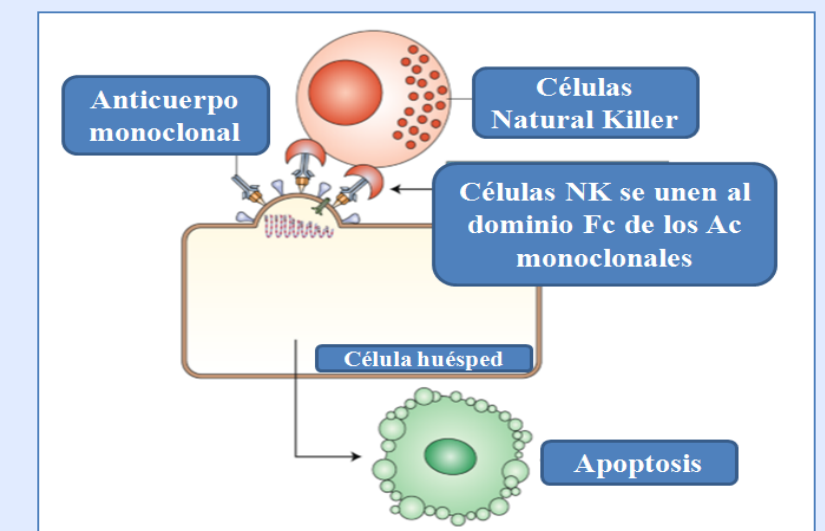 Anticuerpo
monoclonal
Células
Natural Killer
Células NK se unen al
dominio Fc de los Ac
monoclonales
Célula huésped
Apoptosis